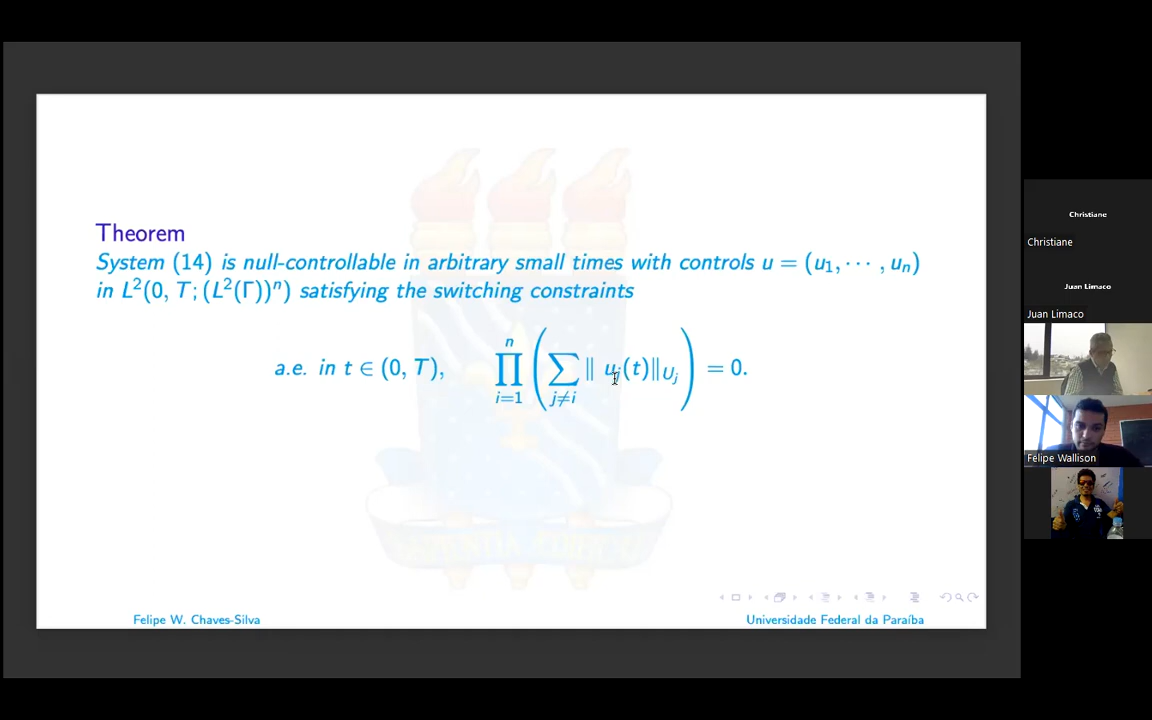 Theorem
System (14) is null-controllable in arbitrary small times with controls u = (u₁, ⋯ , uₙ)
in L²(0, T; (L²(Γ))ⁿ) satisfying the switching constraints
a.e. in t ∈ (0, T), ∏ᵢ₌₁ⁿ (∑_{j≠i} ‖ uⱼ(t)‖_{Uⱼ}) = 0.
Felipe W. Chaves-Silva
Universidade Federal da Paraíba
Christiane
Christiane
Juan Limaco
Juan Limaco
Felipe Wallison